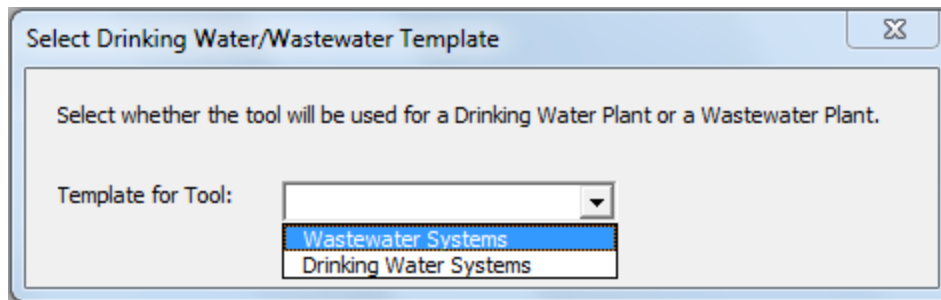 Select Drinking Water/Wastewater Template
Select whether the tool will be used for a Drinking Water Plant or a Wastewater Plant.
Template for Tool:
Wastewater Systems
Drinking Water Systems